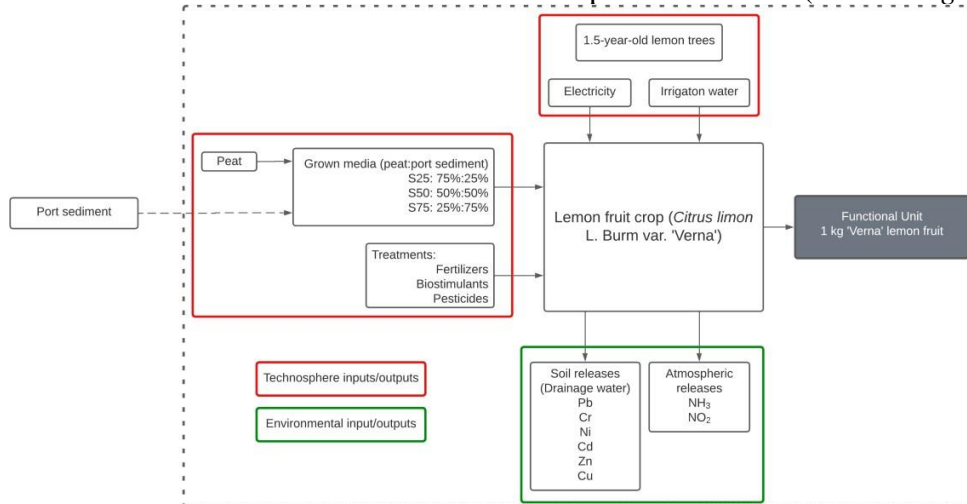 1.5-year-old lemon trees
Electricity
Irrigaton water
Peat
Grown media (peat:port sediment)
S25: 75%:25%
S50: 50%:50%
S75: 25%:75%
Port sediment
Lemon fruit crop (Citrus limon
L. Burm var. 'Verna')
Functional Unit
1 kg 'Verna' lemon fruit
Treatments:
Fertilizers
Biostimulants
Pesticides
Technosphere inputs/outputs
Environmental input/outputs
Soil releases
(Drainage water)
Pb
Cr
Ni
Cd
Zn
Cu
Atmospheric
releases
NH₃
NO₂